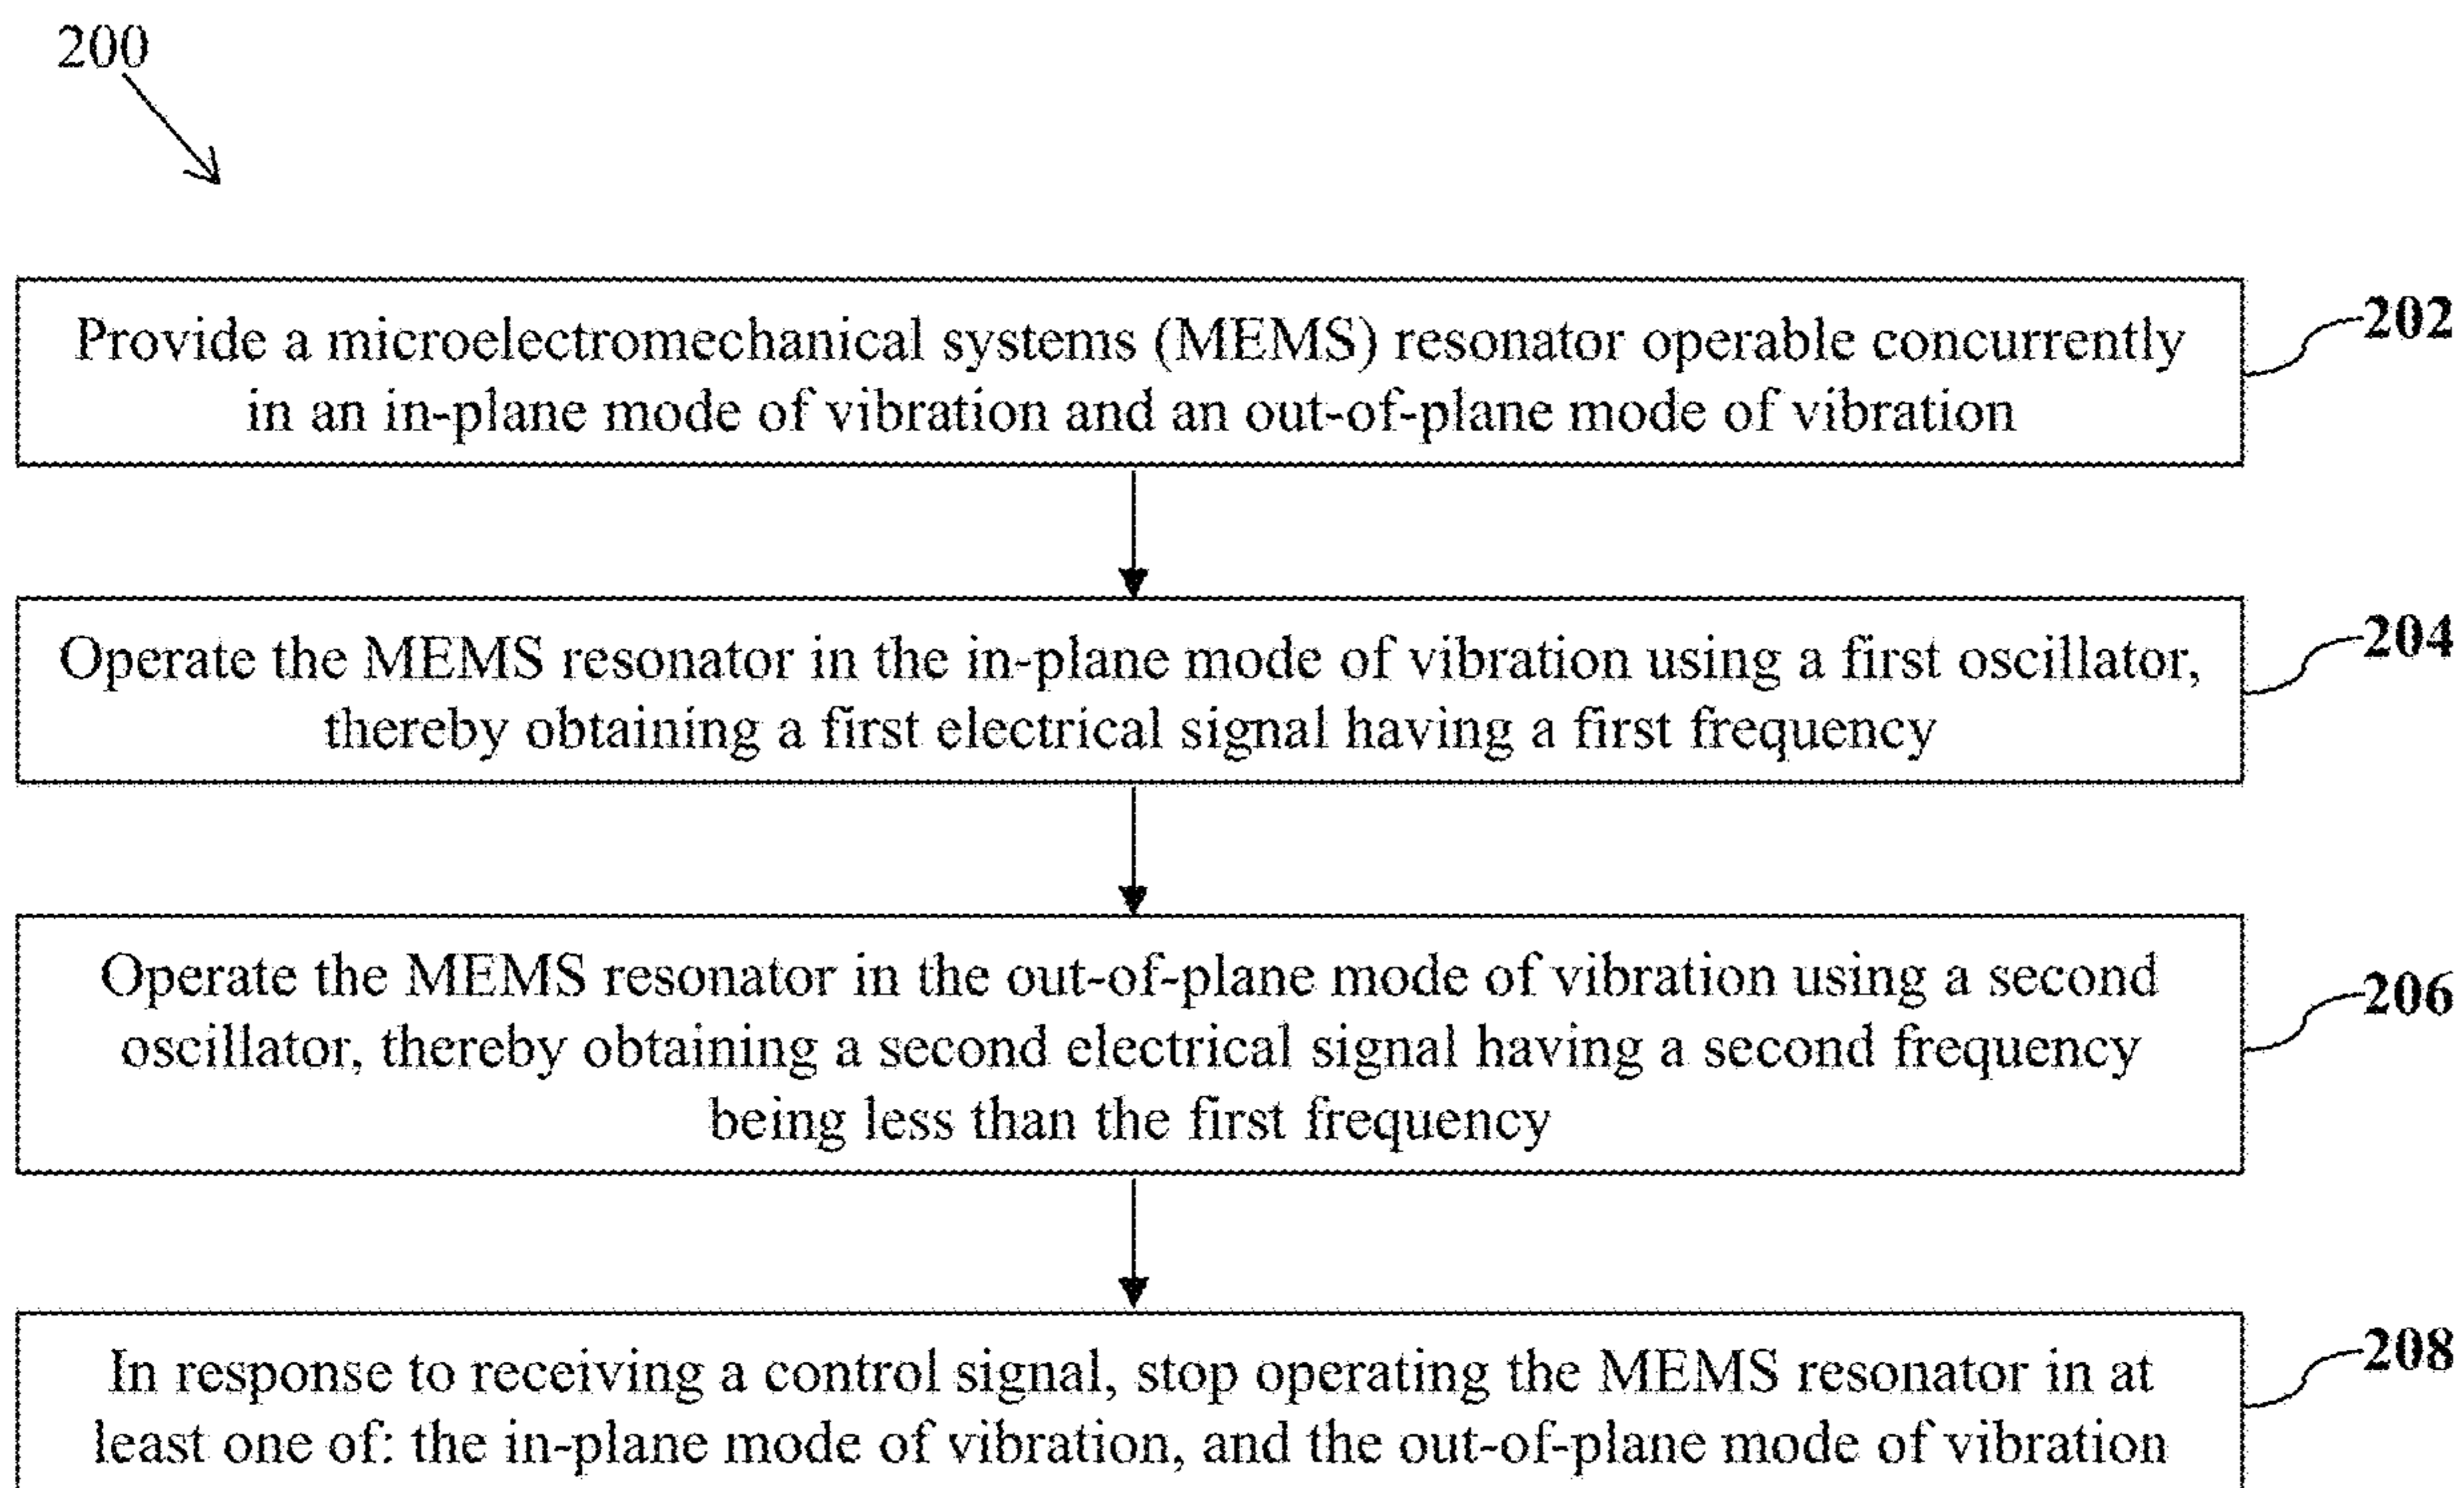 200
Provide a microelectromechanical systems (MEMS) resonator operable concurrently
in an in-plane mode of vibration and an out-of-plane mode of vibration
202
Operate the MEMS resonator in the in-plane mode of vibration using a first oscillator,
thereby obtaining a first electrical signal having a first frequency
204
Operate the MEMS resonator in the out-of-plane mode of vibration using a second
oscillator, thereby obtaining a second electrical signal having a second frequency
being less than the first frequency
206
In response to receiving a control signal, stop operating the MEMS resonator in at
least one of: the in-plane mode of vibration, and the out-of-plane mode of vibration
208